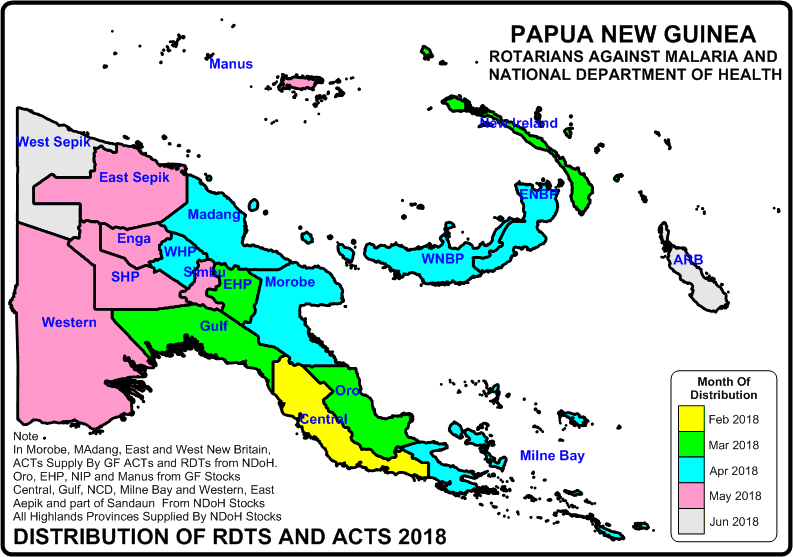 PAPUA NEW GUINEA
ROTARIANS AGAINST MALARIA AND
NATIONAL DEPARTMENT OF HEALTH
Manus
New Ireland
West Sepik
East Sepik
ENBP
Madang
Enga
WHP
WNBP
ARB
Simbu
SHP
EHP
Morobe
Western
Gulf
Oro
Central
Milne Bay
Month Of
Distribution
Feb 2018
Mar 2018
Apr 2018
May 2018
Jun 2018
Note
In Morobe, MAdang, East and West New Britain,
ACTs Supply By GF ACTs and RDTs from NDoH.
Oro, EHP, NIP and Manus from GF Stocks
Central, Gulf, NCD, Milne Bay and Western, East
Aepik and part of Sandaun From NDoH Stocks
All Highlands Provinces Supplied By NDoH Stocks
DISTRIBUTION OF RDTS AND ACTS 2018